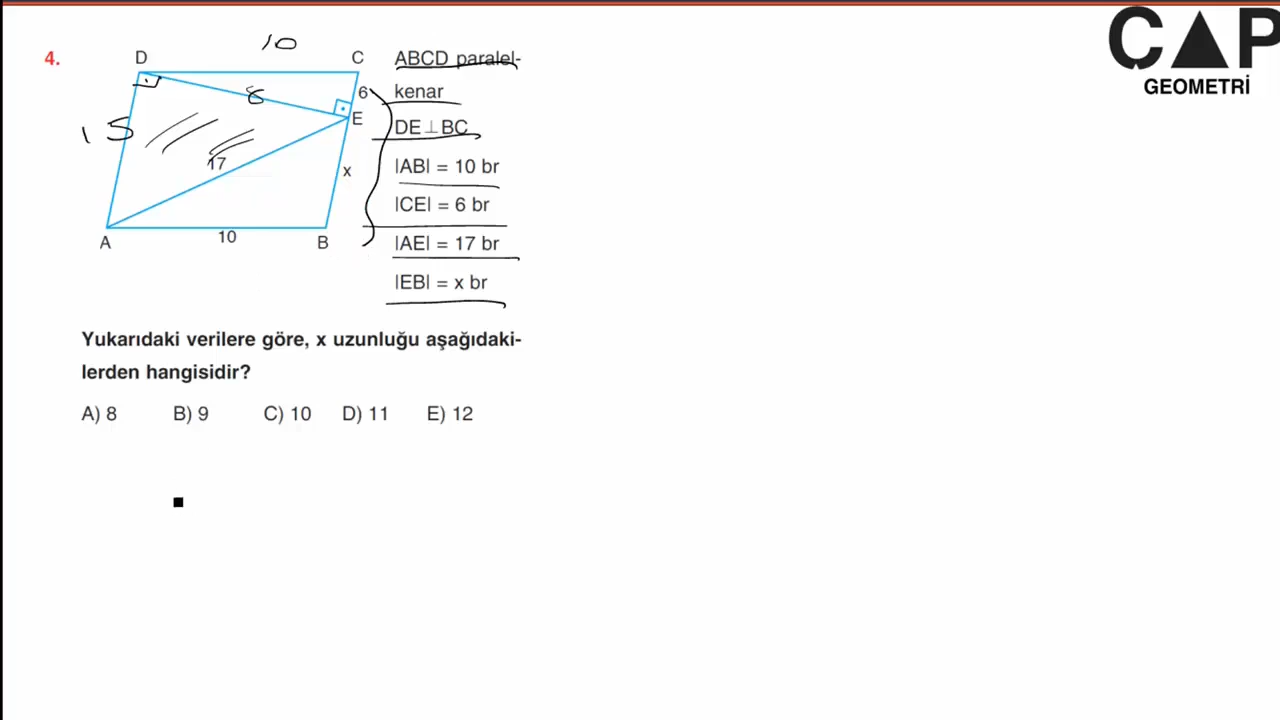 ÇAP
GEOMETRİ
4.
10
D
C
ABCD paralel-
kenar
DE⊥BC
|AB| = 10 br
|CE| = 6 br
|AE| = 17 br
|EB| = x br
6
8
E
15
17
x
A
10
B
Yukarıdaki verilere göre, x uzunluğu aşağıdaki-
lerden hangisidir?
A) 8 B) 9 C) 10 D) 11 E) 12